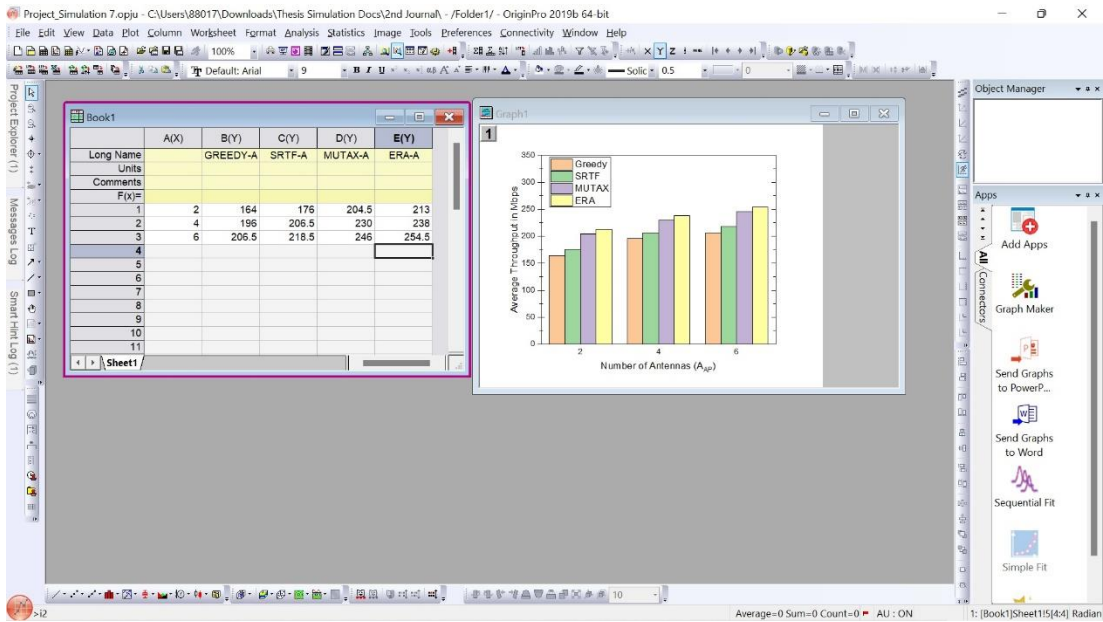 Project_Simulation 7.opju - C:\Users\88017\Downloads\Thesis Simulation Docs\2nd Journal\ - /Folder1/ - OriginPro 2019b 64-bit
File Edit View Data Plot Column Worksheet Format Analysis Statistics Image Tools Preferences Connectivity Window Help
100%
X Y Z
Default: Arial 9 B I U Solic 0.5 0
Project Explorer (1)
Messages Log
Smart Hint Log (1)
Book1
A(X) B(Y) C(Y) D(Y) E(Y)
Long Name GREEDY-A SRTF-A MUTAX-A ERA-A
Units
Comments
F(x)=
1 2 164 176 204.5 213
2 4 196 206.5 230 238
3 6 206.5 218.5 246 254.5
4
5
6
7
8
9
10
11
Sheet1
Graph1
1
Greedy
SRTF
MUTAX
ERA
350
300
250
200
150
100
50
0
Average Throughput in Mbps
2 4 6
Number of Antennas (AAP)
Object Manager
Apps
All
Connectors
Add Apps
Graph Maker
Send Graphs
to PowerP...
Send Graphs
to Word
Sequential Fit
Simple Fit
10
>i2
Average=0 Sum=0 Count=0 AU : ON
1: [Book1]Sheet1!5[4:4] Radian